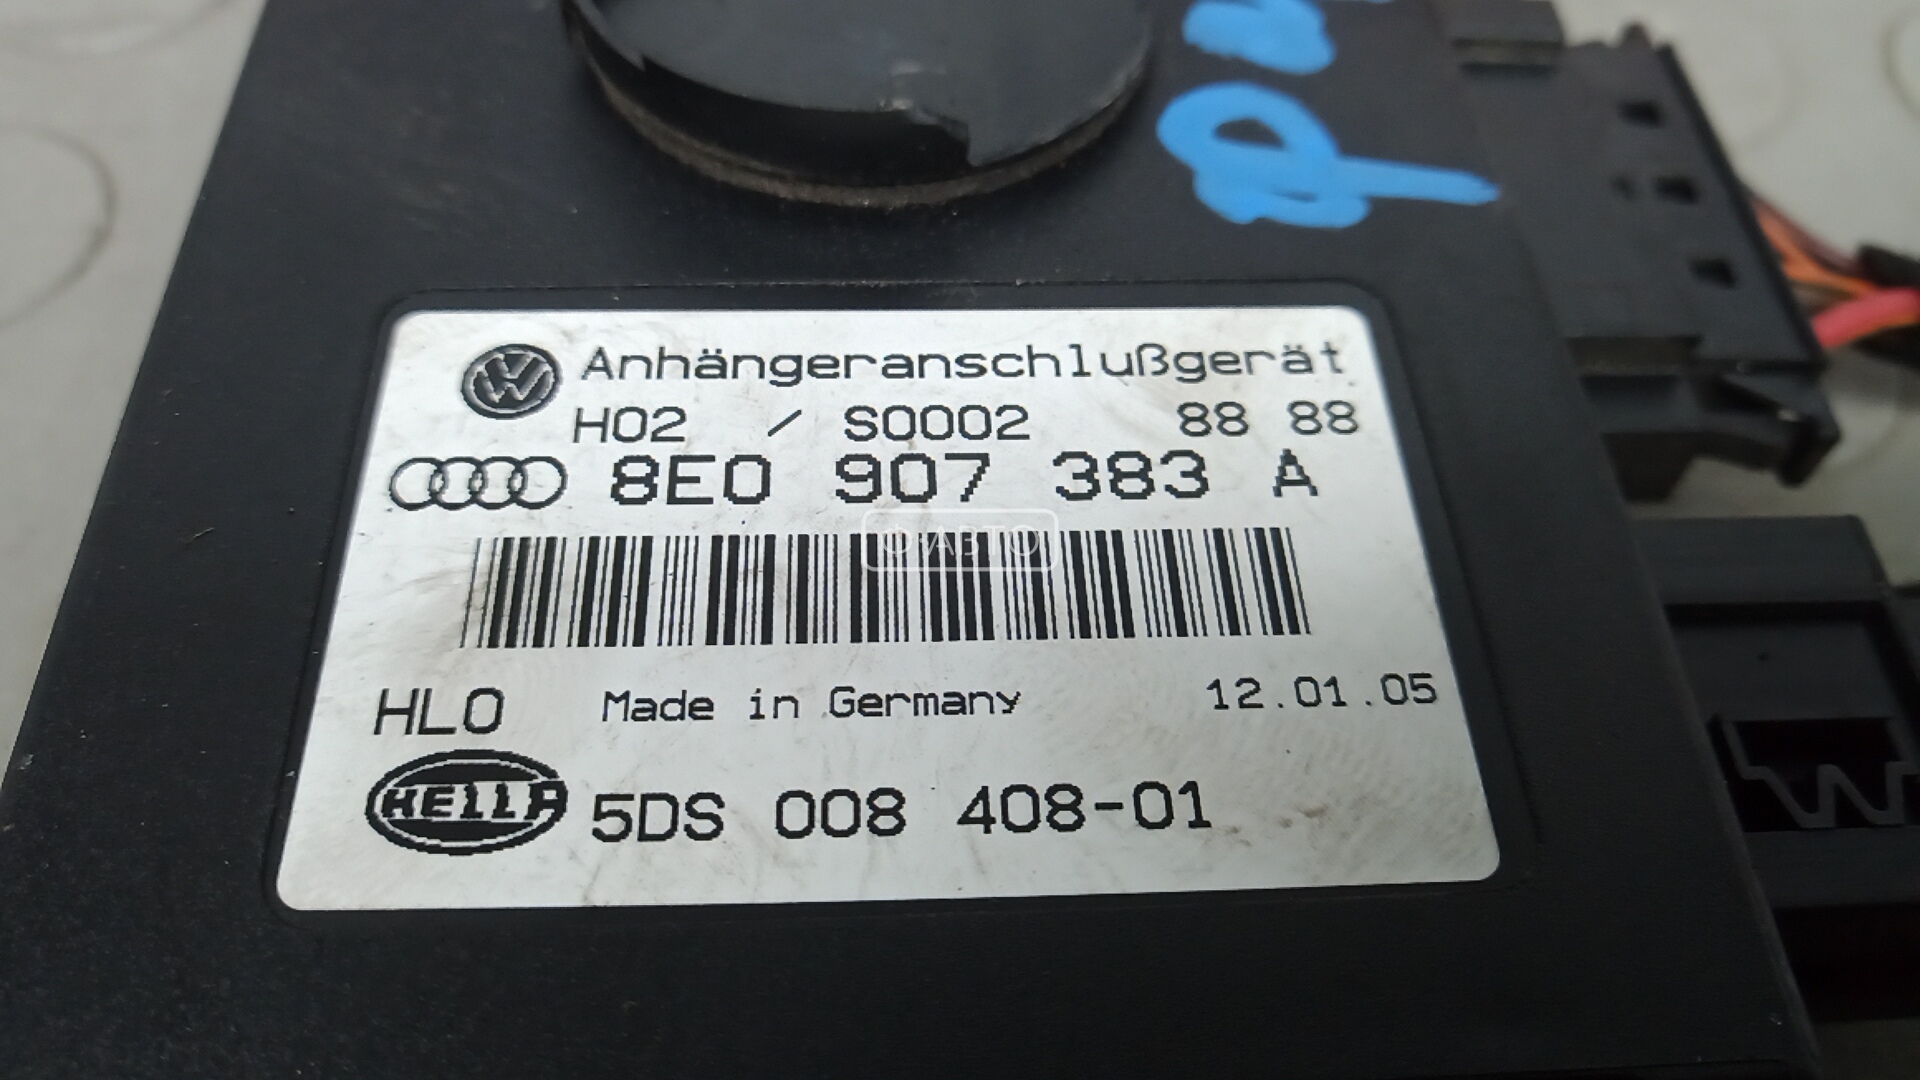 Anhängeranschlußgerät
H02 / S0002 88 88
8E0 907 383 A
Ф-АВТО
HLO Made in Germany 12.01.05
HELLA 5DS 008 408-01